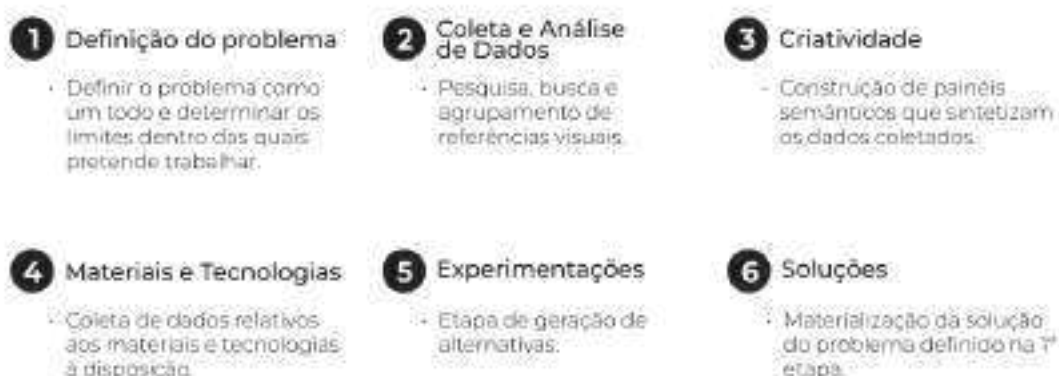 1 Definição do problema
· Definir o problema como
um todo e determinar os
limites dentro das quais
pretende trabalhar.
2 Coleta e Análise
de Dados
· Pesquisa, busca e
agrupamento de
referências visuais.
3 Criatividade
- Construção de painéis
semânticos que sintetizam
os dados coletados.
4 Materiais e Tecnologias
· Coleta de dados relativos
aos materiais e tecnologias
à disposição.
5 Experimentações
· Etapa de geração de
alternativas.
6 Soluções
· Materialização da solução
do problema definido na 1ª
etapa.